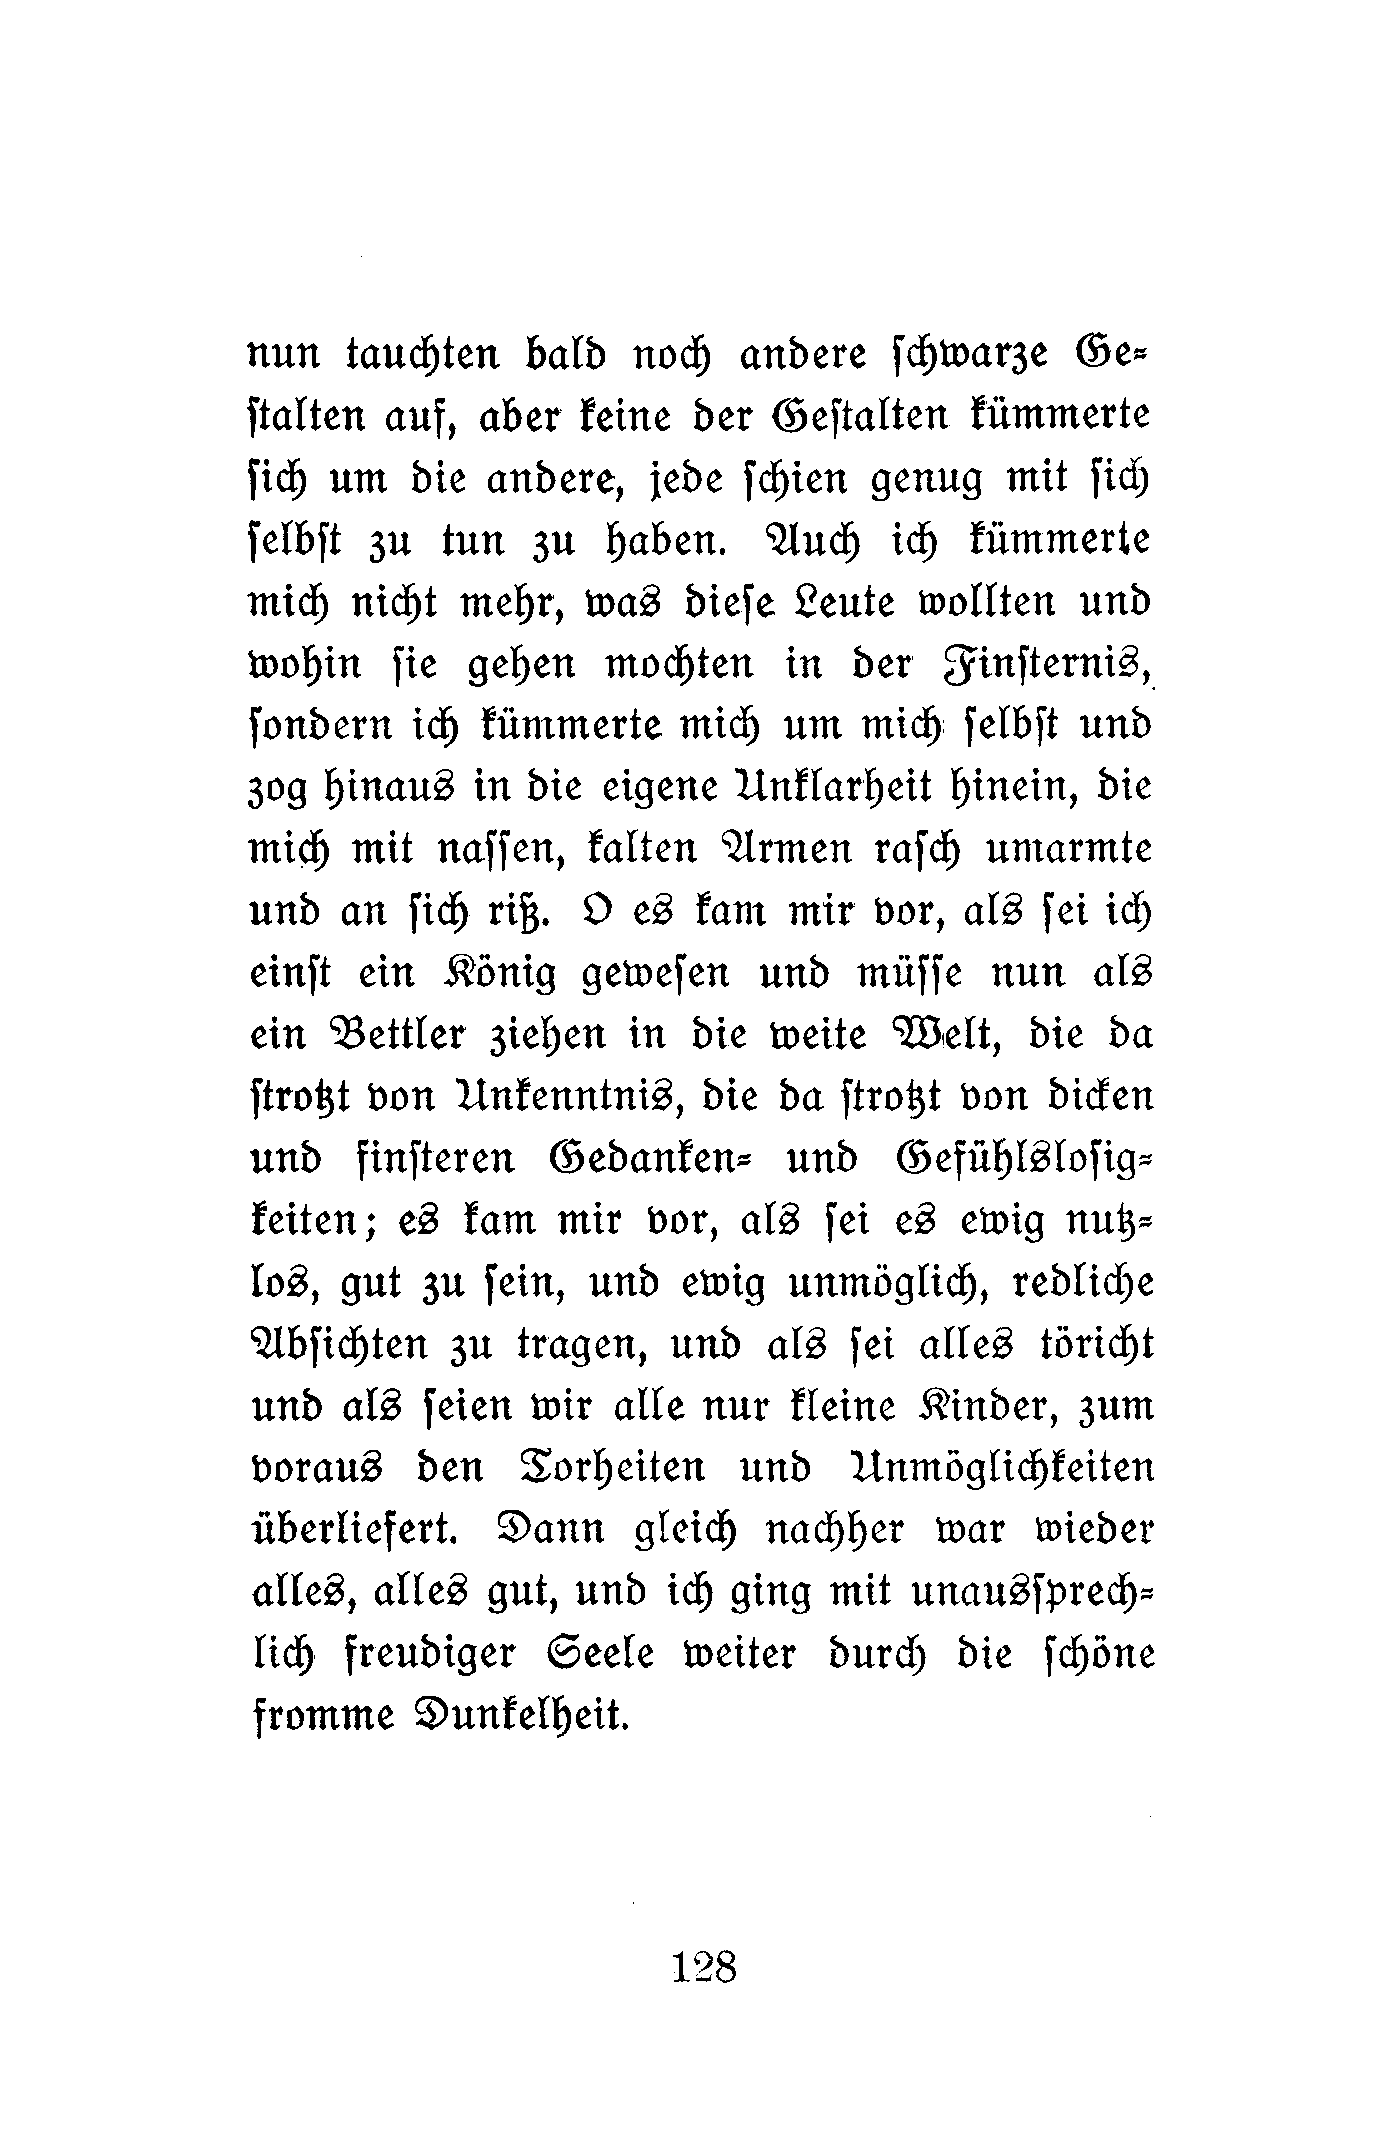 nun tauchten bald noch andere ſchwarze Ge⸗
ſtalten auf, aber keine der Geſtalten kümmerte
ſich um die andere, jede ſchien genug mit ſich
ſelbſt zu tun zu haben. Auch ich kümmerte
mich nicht mehr, was dieſe Leute wollten und
wohin ſie gehen mochten in der Finſternis,
ſondern ich kümmerte mich um mich ſelbſt und
zog hinaus in die eigene Unklarheit hinein, die
mich mit naſſen, kalten Armen raſch umarmte
und an ſich riß. O es kam mir vor, als ſei ich
einſt ein König geweſen und müſſe nun als
ein Bettler ziehen in die weite Welt, die da
ſtrotzt von Unkenntnis, die da ſtrotzt von dicken
und finſteren Gedanken⸗ und Gefühlsloſig⸗
keiten; es kam mir vor, als ſei es ewig nutz⸗
los, gut zu ſein, und ewig unmöglich, redliche
Abſichten zu tragen, und als ſei alles töricht
und als ſeien wir alle nur kleine Kinder, zum
voraus den Torheiten und Unmöglichkeiten
überliefert. Dann gleich nachher war wieder
alles, alles gut, und ich ging mit unausſprech⸗
lich freudiger Seele weiter durch die ſchöne
fromme Dunkelheit.
128